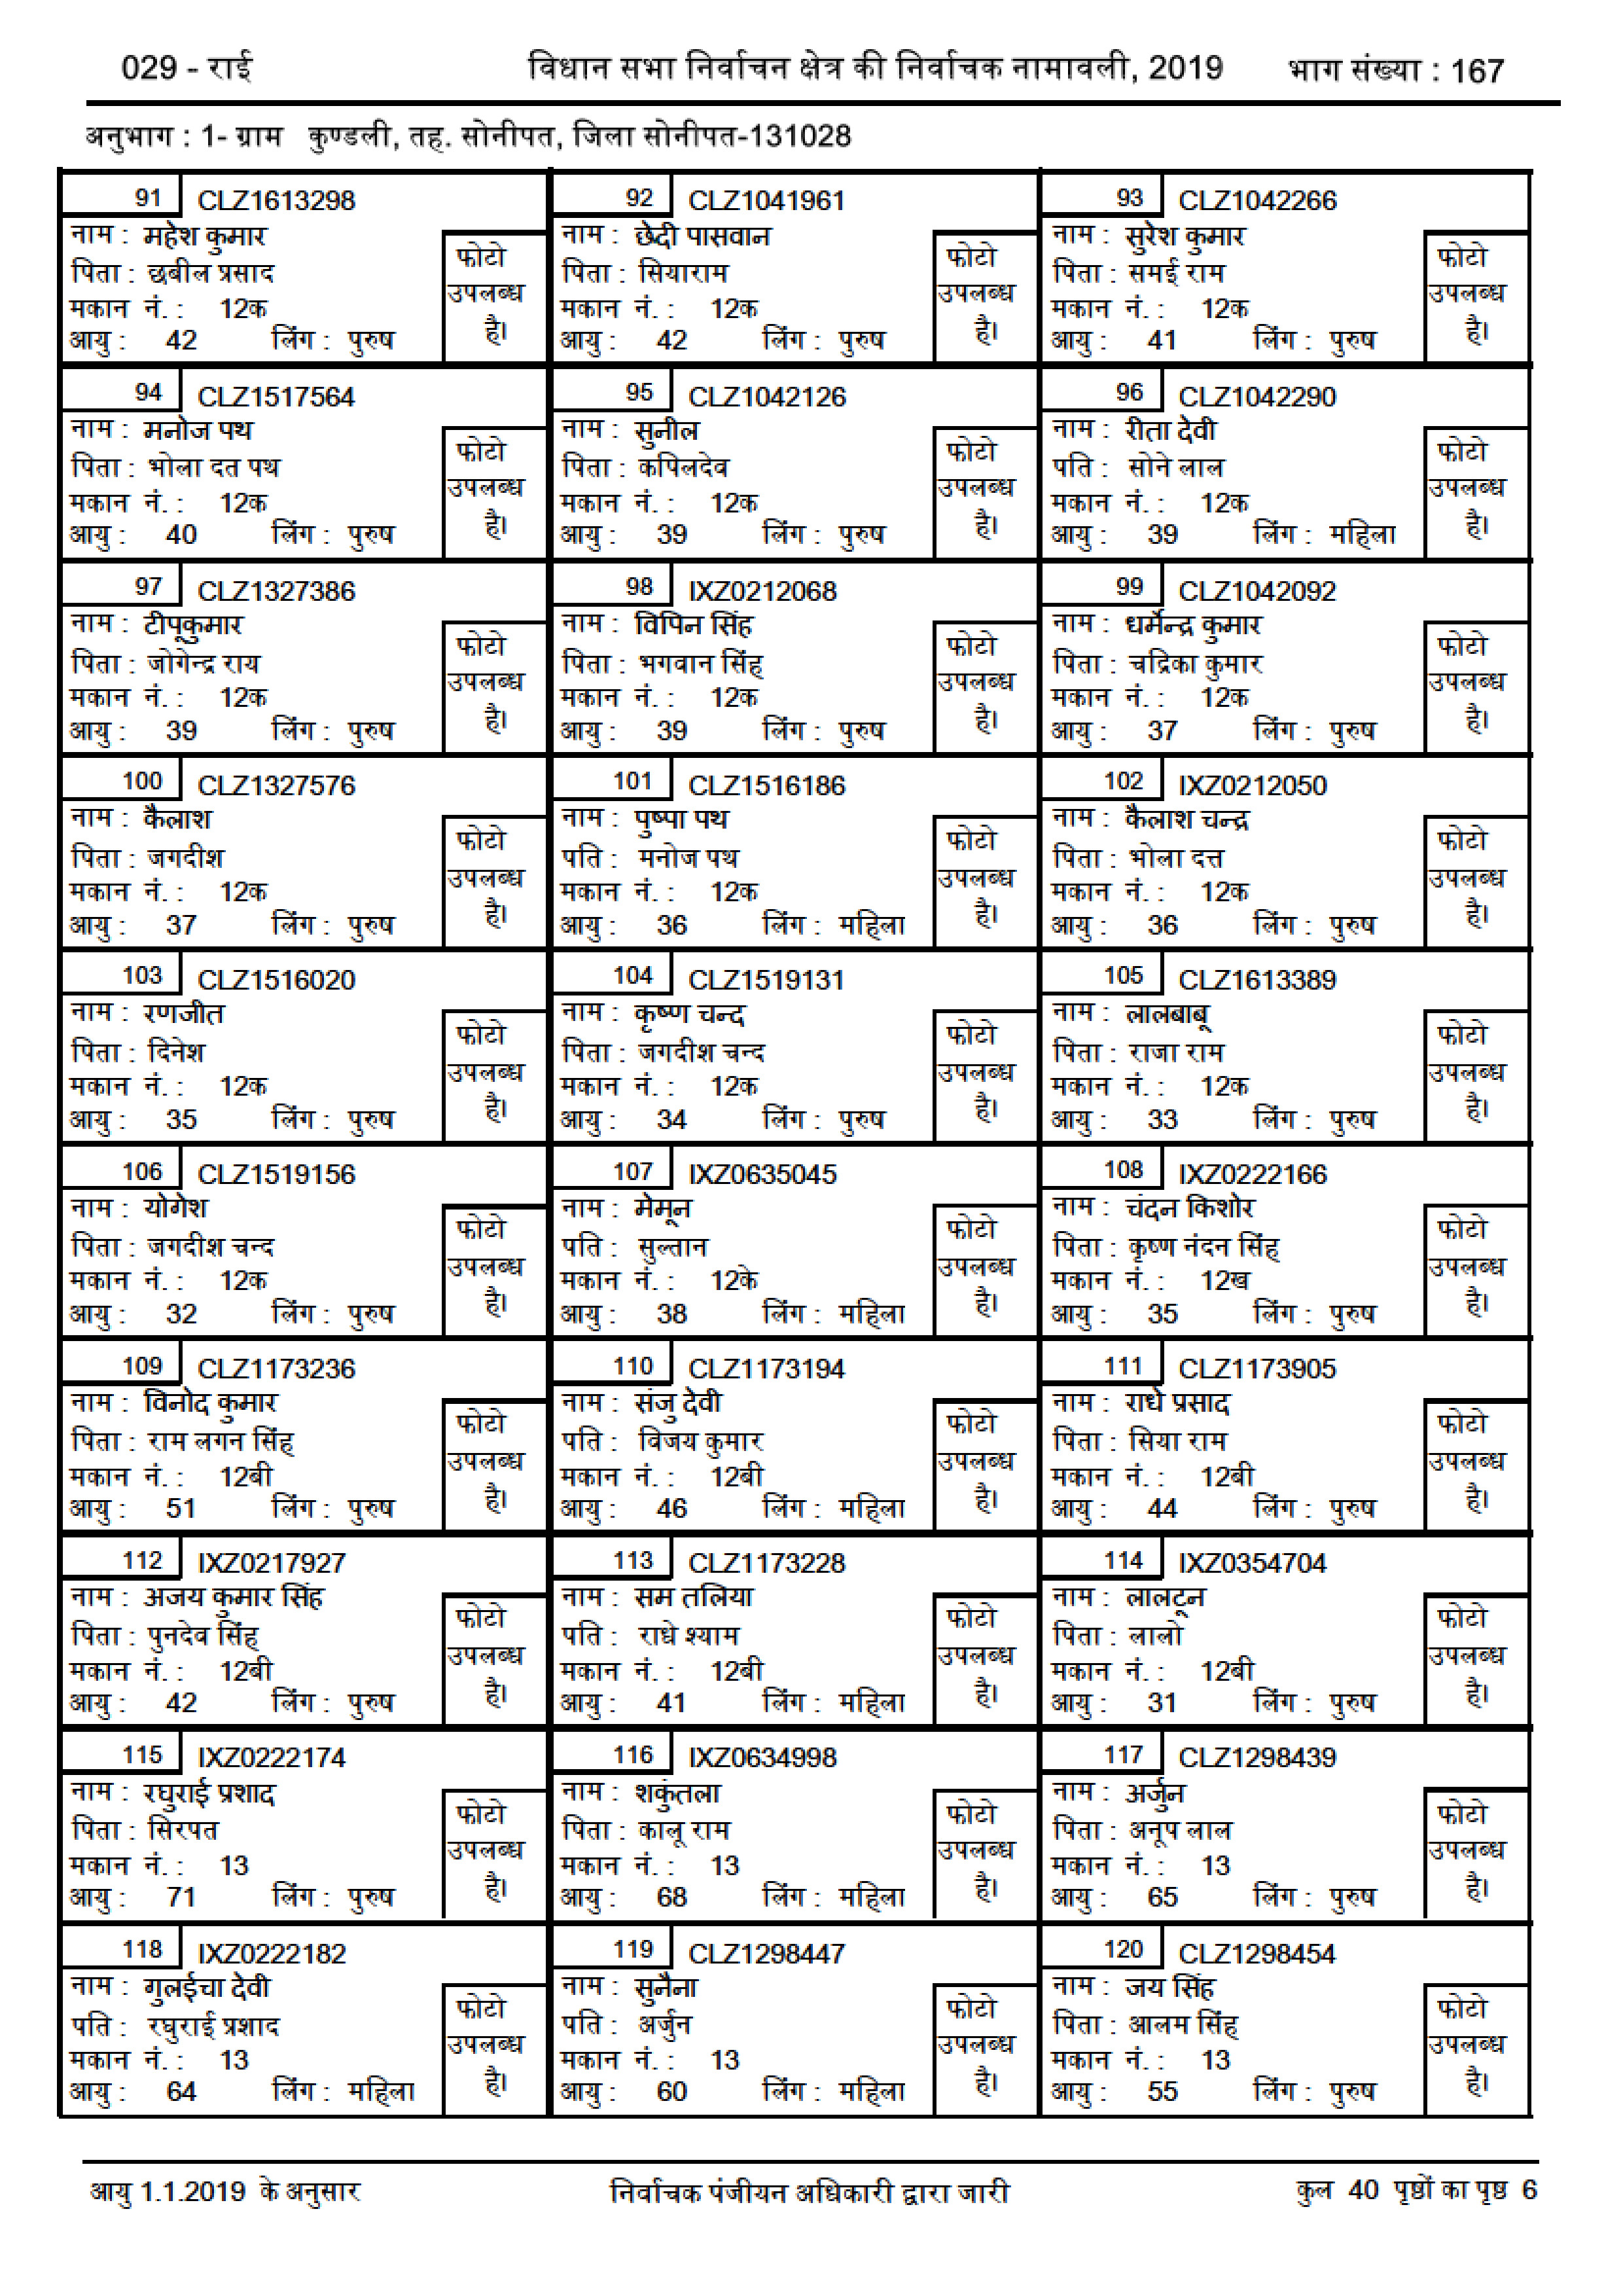 029 - राई विधान सभा निर्वाचन क्षेत्र की निर्वाचक नामावली, 2019 भाग संख्या : 167
अनुभाग : 1- ग्राम कुण्डली, तह. सोनीपत, जिला सोनीपत-131028
91 CLZ1613298
नाम : महेश कुमार
पिता : छबील प्रसाद
मकान नं. : 12क
आयु : 42 लिंग : पुरुष
फोटो
उपलब्ध
है।
92 CLZ1041961
नाम : छेदी पासवान
पिता : सियाराम
मकान नं. : 12क
आयु : 42 लिंग : पुरुष
फोटो
उपलब्ध
है।
93 CLZ1042266
नाम : सुरेश कुमार
पिता : समई राम
मकान नं. : 12क
आयु : 41 लिंग : पुरुष
फोटो
उपलब्ध
है।
94 CLZ1517564
नाम : मनोज पथ
पिता : भोला दत पथ
मकान नं. : 12क
आयु : 40 लिंग : पुरुष
फोटो
उपलब्ध
है।
95 CLZ1042126
नाम : सुनील
पिता : कपिलदेव
मकान नं. : 12क
आयु : 39 लिंग : पुरुष
फोटो
उपलब्ध
है।
96 CLZ1042290
नाम : रीता देवी
पति : सोने लाल
मकान नं. : 12क
आयु : 39 लिंग : महिला
फोटो
उपलब्ध
है।
97 CLZ1327386
नाम : टीपूकुमार
पिता : जोगेन्द्र राय
मकान नं. : 12क
आयु : 39 लिंग : पुरुष
फोटो
उपलब्ध
है।
98 IXZ0212068
नाम : विपिन सिंह
पिता : भगवान सिंह
मकान नं. : 12क
आयु : 39 लिंग : पुरुष
फोटो
उपलब्ध
है।
99 CLZ1042092
नाम : धर्मेन्द्र कुमार
पिता : चद्रिका कुमार
मकान नं. : 12क
आयु : 37 लिंग : पुरुष
फोटो
उपलब्ध
है।
100 CLZ1327576
नाम : कैलाश
पिता : जगदीश
मकान नं. : 12क
आयु : 37 लिंग : पुरुष
फोटो
उपलब्ध
है।
101 CLZ1516186
नाम : पुष्पा पथ
पति : मनोज पथ
मकान नं. : 12क
आयु : 36 लिंग : महिला
फोटो
उपलब्ध
है।
102 IXZ0212050
नाम : कैलाश चन्द्र
पिता : भोला दत्त
मकान नं. : 12क
आयु : 36 लिंग : पुरुष
फोटो
उपलब्ध
है।
103 CLZ1516020
नाम : रणजीत
पिता : दिनेश
मकान नं. : 12क
आयु : 35 लिंग : पुरुष
फोटो
उपलब्ध
है।
104 CLZ1519131
नाम : कृष्ण चन्द
पिता : जगदीश चन्द
मकान नं. : 12क
आयु : 34 लिंग : पुरुष
फोटो
उपलब्ध
है।
105 CLZ1613389
नाम : लालबाबू
पिता : राजा राम
मकान नं. : 12क
आयु : 33 लिंग : पुरुष
फोटो
उपलब्ध
है।
106 CLZ1519156
नाम : योगेश
पिता : जगदीश चन्द
मकान नं. : 12क
आयु : 32 लिंग : पुरुष
फोटो
उपलब्ध
है।
107 IXZ0635045
नाम : मेमून
पति : सुल्तान
मकान नं. : 12के
आयु : 38 लिंग : महिला
फोटो
उपलब्ध
है।
108 IXZ0222166
नाम : चंदन किशोर
पिता : कृष्ण नंदन सिंह
मकान नं. : 12ख
आयु : 35 लिंग : पुरुष
फोटो
उपलब्ध
है।
109 CLZ1173236
नाम : विनोद कुमार
पिता : राम लगन सिंह
मकान नं. : 12बी
आयु : 51 लिंग : पुरुष
फोटो
उपलब्ध
है।
110 CLZ1173194
नाम : संजु देवी
पति : विजय कुमार
मकान नं. : 12बी
आयु : 46 लिंग : महिला
फोटो
उपलब्ध
है।
111 CLZ1173905
नाम : राधे प्रसाद
पिता : सिया राम
मकान नं. : 12बी
आयु : 44 लिंग : पुरुष
फोटो
उपलब्ध
है।
112 IXZ0217927
नाम : अजय कुमार सिंह
पिता : पुनदेव सिंह
मकान नं. : 12बी
आयु : 42 लिंग : पुरुष
फोटो
उपलब्ध
है।
113 CLZ1173228
नाम : सम तलिया
पति : राधे श्याम
मकान नं. : 12बी
आयु : 41 लिंग : महिला
फोटो
उपलब्ध
है।
114 IXZ0354704
नाम : लालटून
पिता : लालो
मकान नं. : 12बी
आयु : 31 लिंग : पुरुष
फोटो
उपलब्ध
है।
115 IXZ0222174
नाम : रघुराई प्रशाद
पिता : सिरपत
मकान नं. : 13
आयु : 71 लिंग : पुरुष
फोटो
उपलब्ध
है।
116 IXZ0634998
नाम : शकुंतला
पिता : कालू राम
मकान नं. : 13
आयु : 68 लिंग : महिला
फोटो
उपलब्ध
है।
117 CLZ1298439
नाम : अर्जुन
पिता : अनूप लाल
मकान नं. : 13
आयु : 65 लिंग : पुरुष
फोटो
उपलब्ध
है।
118 IXZ0222182
नाम : गुलईचा देवी
पति : रघुराई प्रशाद
मकान नं. : 13
आयु : 64 लिंग : महिला
फोटो
उपलब्ध
है।
119 CLZ1298447
नाम : सुनैना
पति : अर्जुन
मकान नं. : 13
आयु : 60 लिंग : महिला
फोटो
उपलब्ध
है।
120 CLZ1298454
नाम : जय सिंह
पिता : आलम सिंह
मकान नं. : 13
आयु : 55 लिंग : पुरुष
फोटो
उपलब्ध
है।
आयु 1.1.2019 के अनुसार निर्वाचक पंजीयन अधिकारी द्वारा जारी कुल 40 पृष्ठों का पृष्ठ 6